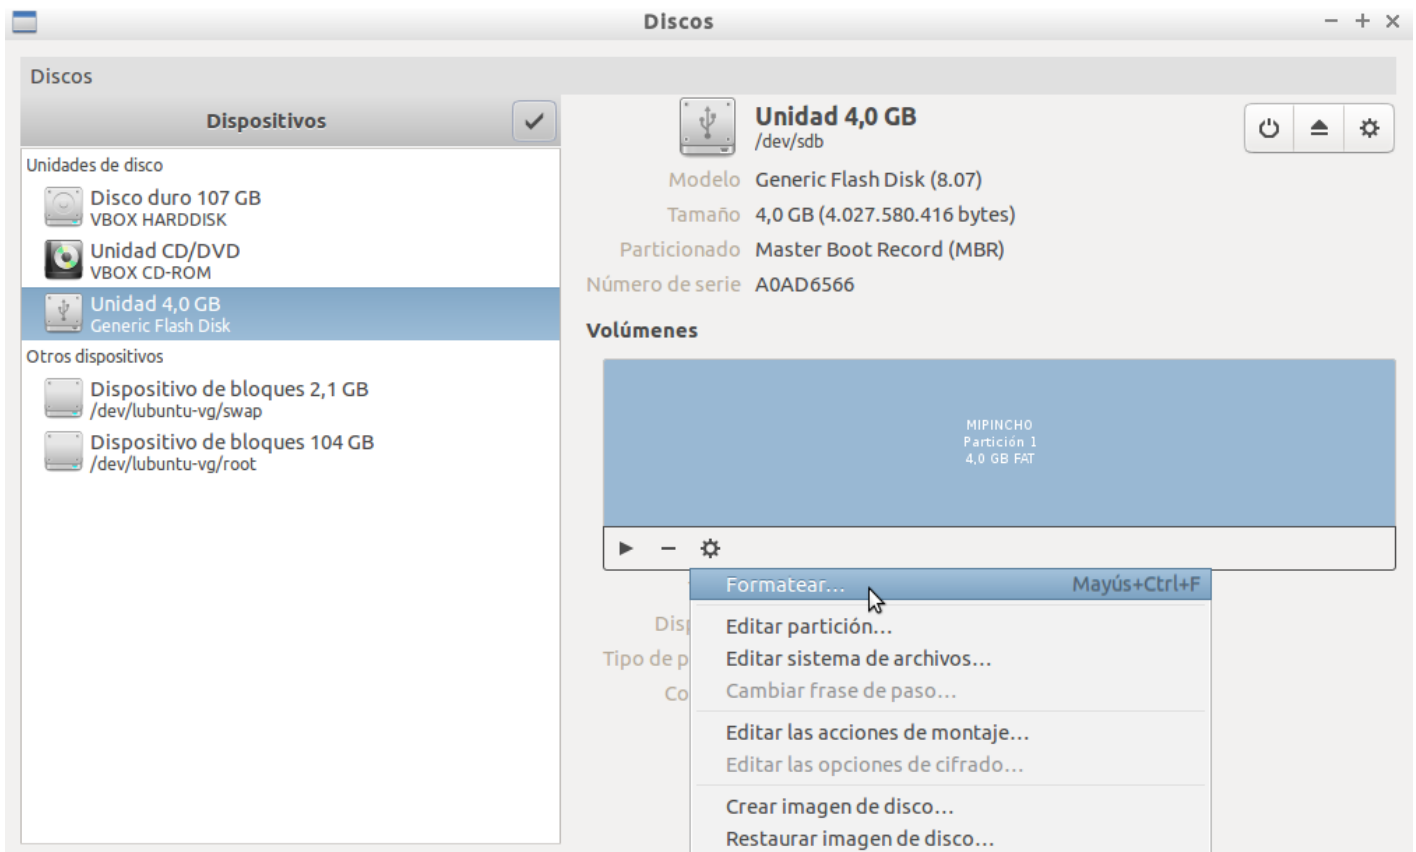 Discos
Discos
Dispositivos
Unidades de disco
Disco duro 107 GB
VBOX HARDDISK
Unidad CD/DVD
VBOX CD-ROM
Unidad 4,0 GB
Generic Flash Disk
Otros dispositivos
Dispositivo de bloques 2,1 GB
/dev/lubuntu-vg/swap
Dispositivo de bloques 104 GB
/dev/lubuntu-vg/root
Unidad 4,0 GB
/dev/sdb
Modelo Generic Flash Disk (8.07)
Tamaño 4,0 GB (4.027.580.416 bytes)
Particionado Master Boot Record (MBR)
Número de serie A0AD6566
Volúmenes
MIPINCHO
Partición 1
4,0 GB FAT
Formatear... Mayús+Ctrl+F
Disp
Editar partición...
Tipo de p
Editar sistema de archivos...
Co
Cambiar frase de paso...
Editar las acciones de montaje...
Editar las opciones de cifrado...
Crear imagen de disco...
Restaurar imagen de disco...